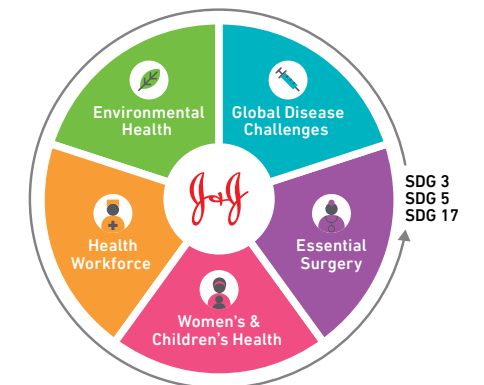 Environmental
Health
Global Disease
Challenges
J&J
SDG 3
SDG 5
SDG 17
Health
Workforce
Essential
Surgery
Women's &
Children's Health